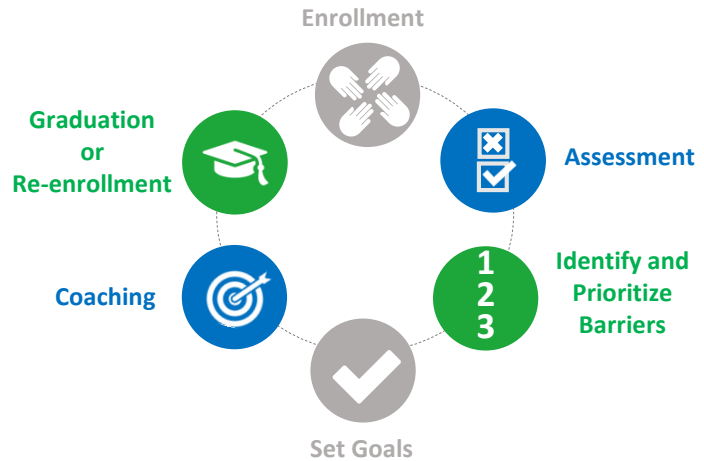 Enrollment
Assessment
1
2
3
Identify and
Prioritize
Barriers
Set Goals
Coaching
Graduation
or
Re-enrollment